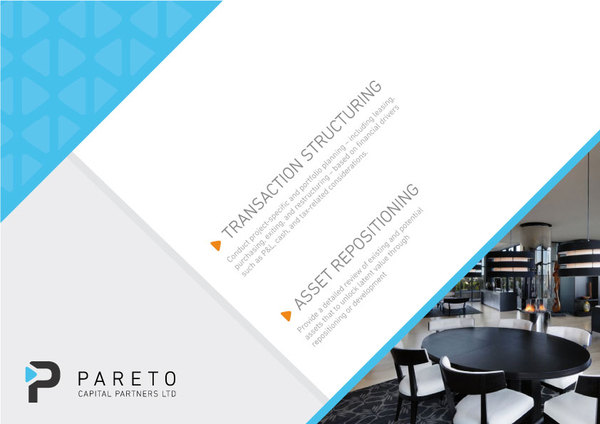 TRANSACTION STRUCTURING
Conduct project-specific and portfolio planning – including leasing,
purchasing, exiting, and restructuring – based on financial drivers
such as P&L, cash, and tax-related considerations.
ASSET REPOSITIONING
Provide a detailed review of existing and potential
assets that to unlock latent value through
repositioning or development
PARETO
CAPITAL PARTNERS LTD